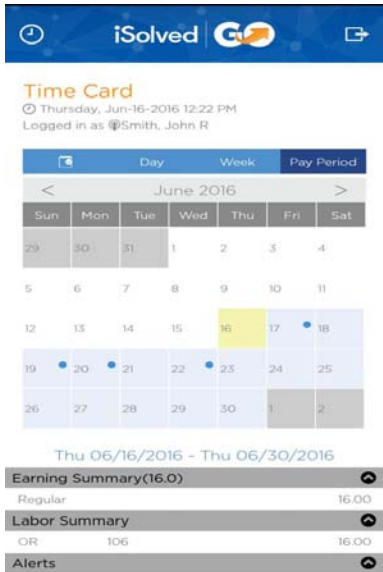 iSolved GO
Time Card
Thursday, Jun-16-2016 12:22 PM
Logged in as Smith, John R
Day Week Pay Period
< June 2016 >
Sun Mon Tue Wed Thu Fri Sat
29 30 31 1 2 3 4
5 6 7 8 9 10 11
12 13 14 15 16 17 18
19 20 21 22 23 24 25
26 27 28 29 30 1 2
Thu 06/16/2016 - Thu 06/30/2016
Earning Summary(16.0)
Regular 16.00
Labor Summary
OR 106 16.00
Alerts